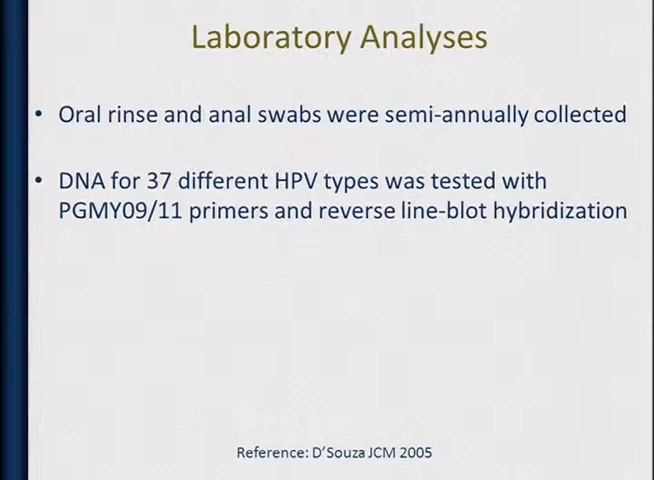 Laboratory Analyses
• Oral rinse and anal swabs were semi-annually collected
• DNA for 37 different HPV types was tested with
PGMY09/11 primers and reverse line-blot hybridization
Reference: D'Souza JCM 2005